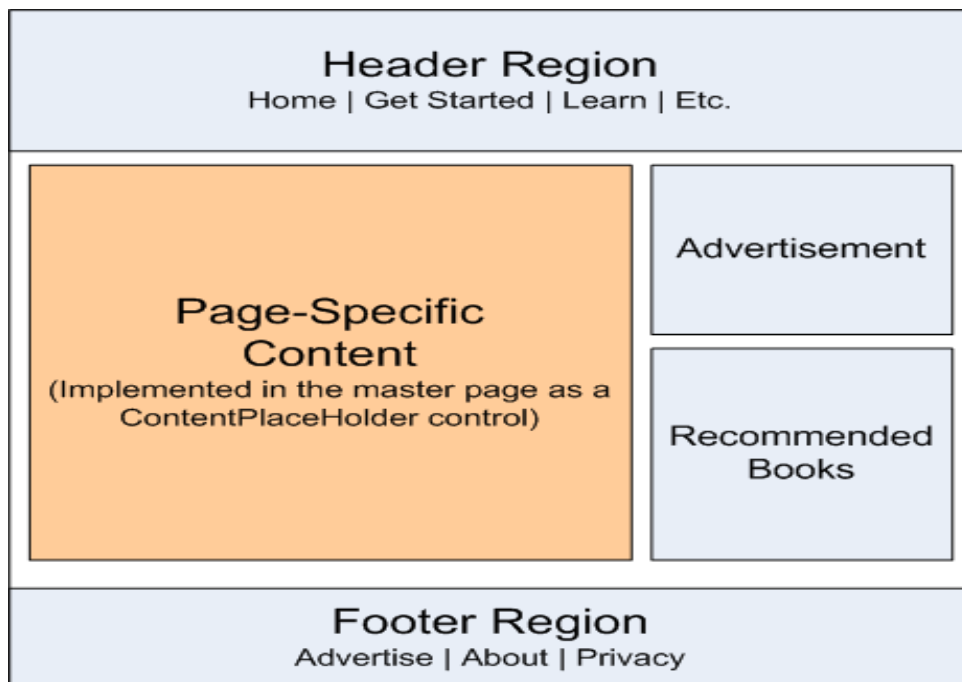 Header Region
Home | Get Started | Learn | Etc.
Page-Specific
Content
(Implemented in the master page as a
ContentPlaceHolder control)
Advertisement
Recommended
Books
Footer Region
Advertise | About | Privacy